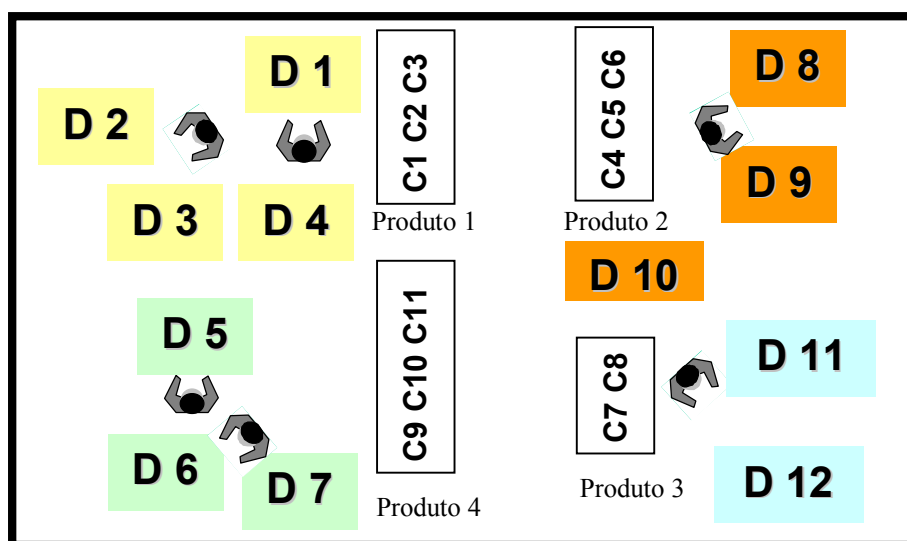 D 1
D 2
D 3
D 4
C1 C2 C3
Produto 1
C4 C5 C6
Produto 2
D 8
D 9
D 10
D 5
D 6
D 7
C9 C10 C11
Produto 4
C7 C8
Produto 3
D 11
D 12